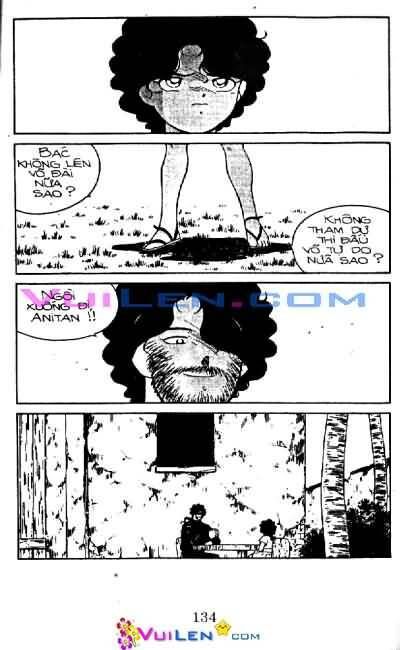 BÁC
KHÔNG LÊN
VÕ ĐÀI
NỮA
SAO ?
KHÔNG
THAM DỰ
THI ĐẤU
VÕ TỰ DO
NỮA SAO ?
VUILEN.COM
NGỒI
XUỐNG ĐI
ANITAN !!
134
VUILEN.COM